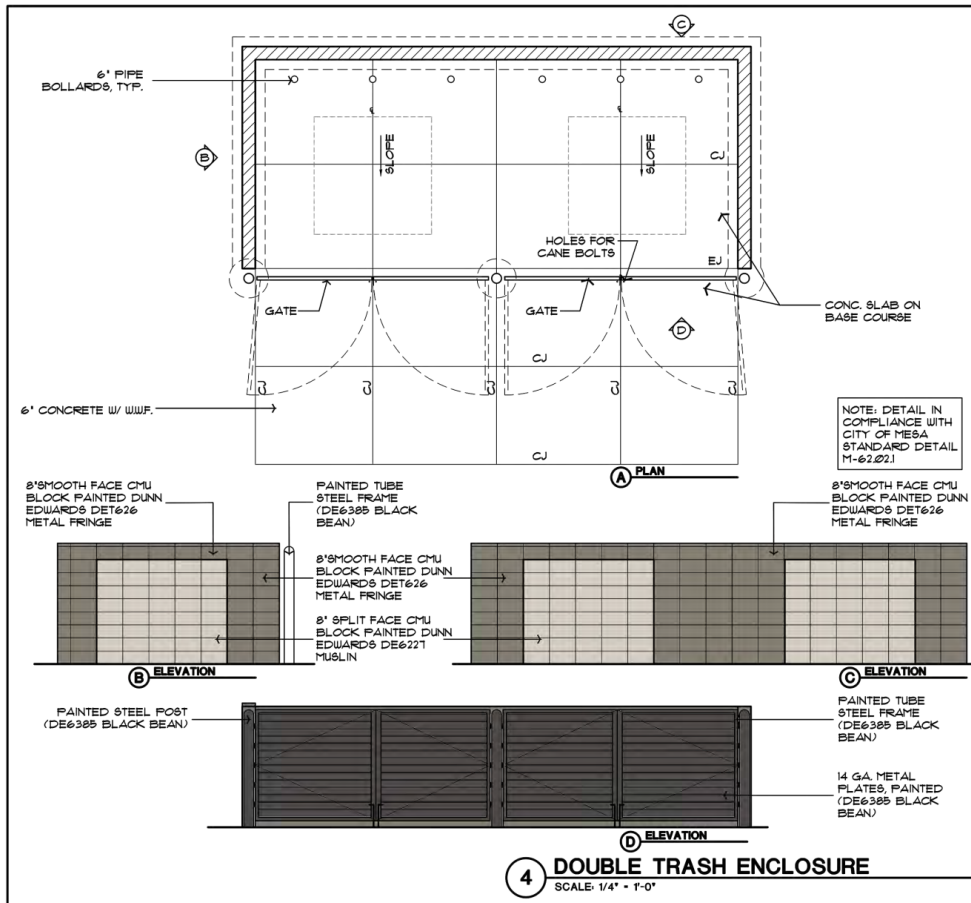 C
6" PIPE
BOLLARDS, TYP.
B
℄
SLOPE
℄
SLOPE
CJ
HOLES FOR
CANE BOLTS
EJ
GATE
GATE
CONC. SLAB ON
BASE COURSE
D
CJ
CJ
CJ
CJ
CJ
CJ
6" CONCRETE W/ W.W.F.
CJ
NOTE: DETAIL IN
COMPLIANCE WITH
CITY OF MESA
STANDARD DETAIL
M-62.02.1
A PLAN
8"SMOOTH FACE CMU
BLOCK PAINTED DUNN
EDWARDS DET626
METAL FRINGE
PAINTED TUBE
STEEL FRAME
(DE6385 BLACK
BEAN)
8"SMOOTH FACE CMU
BLOCK PAINTED DUNN
EDWARDS DET626
METAL FRINGE
8"SMOOTH FACE CMU
BLOCK PAINTED DUNN
EDWARDS DET626
METAL FRINGE
8" SPLIT FACE CMU
BLOCK PAINTED DUNN
EDWARDS DE6227
MUSLIN
B ELEVATION
C ELEVATION
PAINTED STEEL POST
(DE6385 BLACK BEAN)
PAINTED TUBE
STEEL FRAME
(DE6385 BLACK
BEAN)
14 GA. METAL
PLATES, PAINTED
(DE6385 BLACK
BEAN)
D ELEVATION
4 DOUBLE TRASH ENCLOSURE
SCALE: 1/4" = 1'-0"